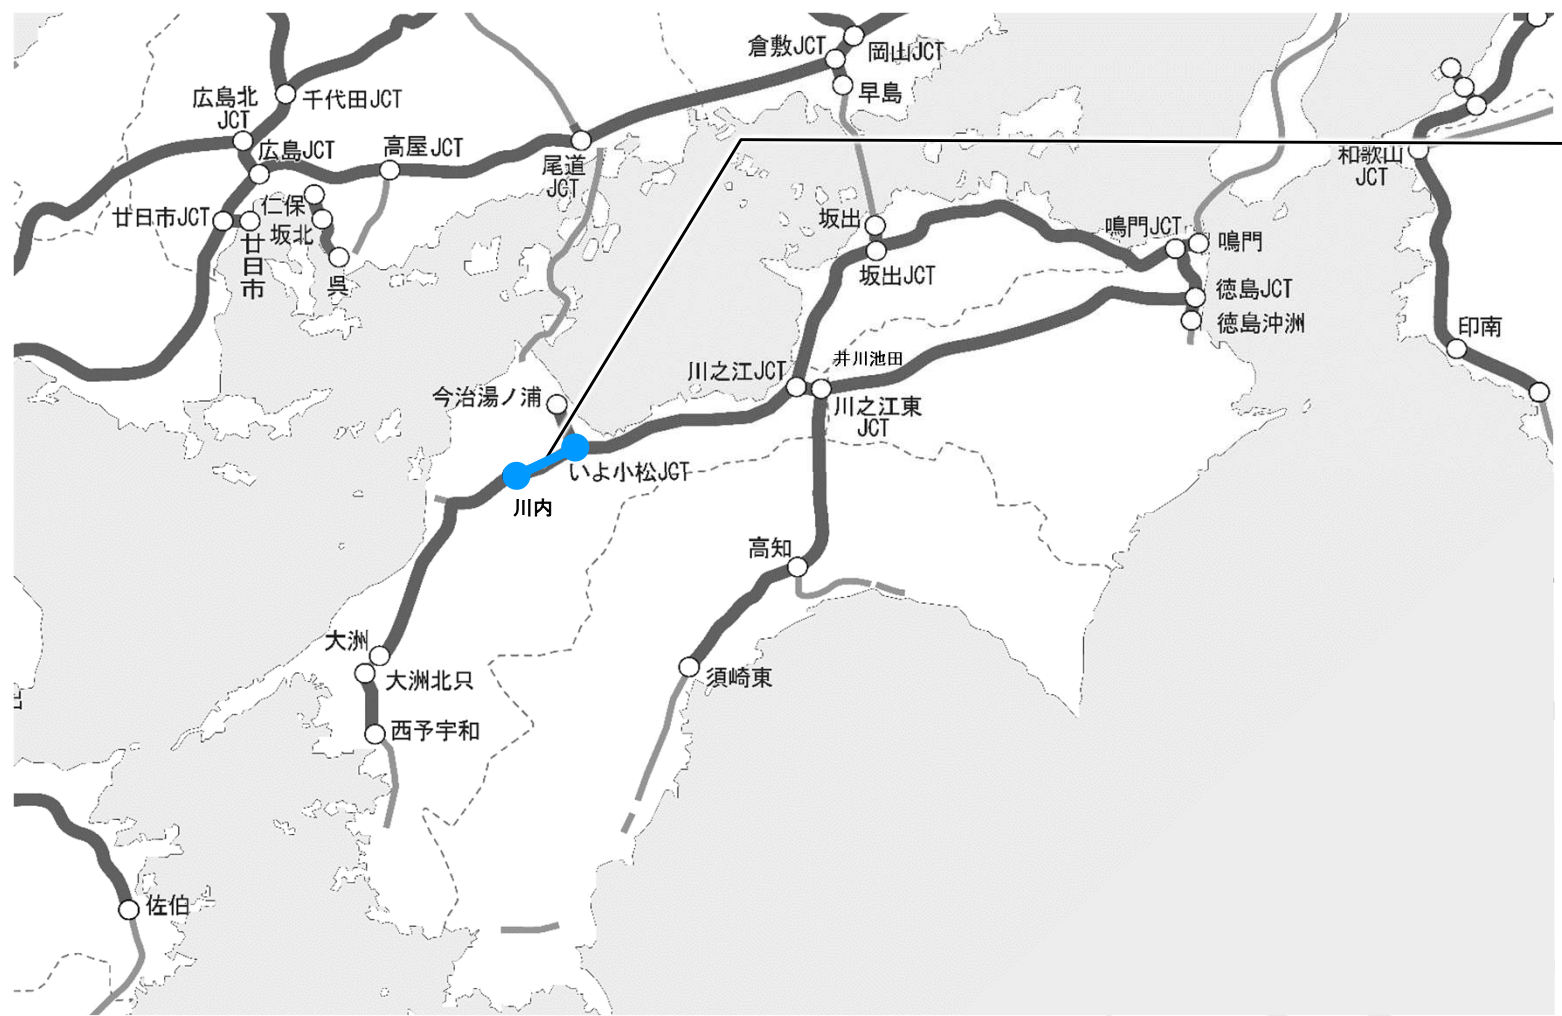 倉敷JCT
岡山JCT
早島
広島北
JCT
千代田JCT
広島JCT
高屋JCT
尾道
JCT
和歌山
JCT
廿日市JCT
仁保
坂北
廿日市
呉
坂出
坂出JCT
鳴門JCT
鳴門
徳島JCT
徳島沖洲
印南
井川池田
川之江JCT
川之江東
JCT
今治湯ノ浦
いよ小松JCT
川内
高知
大洲
大洲北只
須崎東
西予宇和
佐伯